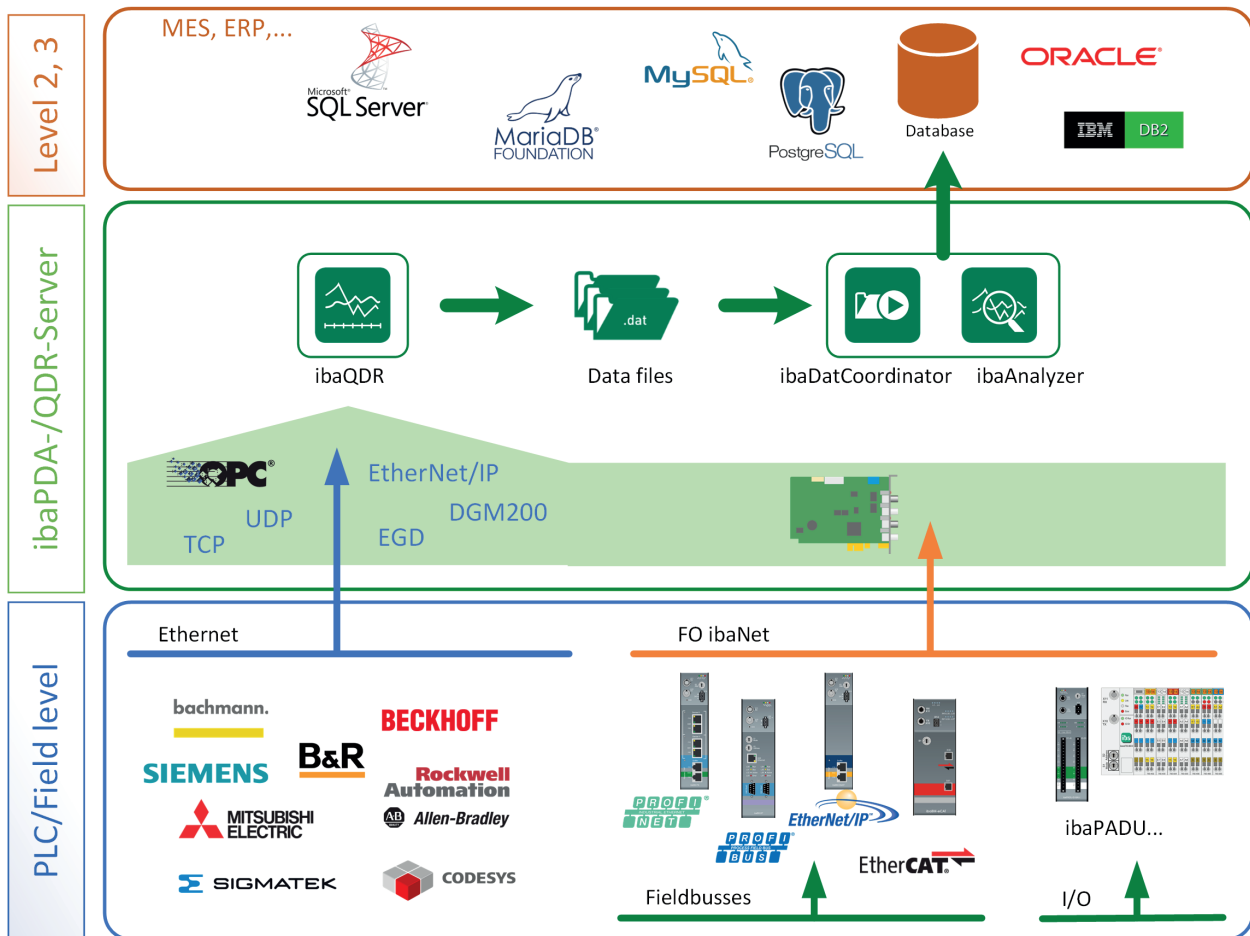 Level 2, 3
MES, ERP,...
Microsoft®
SQL Server®
MariaDB®
FOUNDATION
MySQL®
PostgreSQL
Database
ORACLE®
IBM DB2
ibaPDA-/QDR-Server
.dat
ibaQDR
Data files
ibaDatCoordinator
ibaAnalyzer
OPC®
EtherNet/IP
UDP
DGM200
TCP
EGD
PLC/Field level
Ethernet
FO ibaNet
bachmann.
BECKHOFF
B&R
SIEMENS
Rockwell
Automation
MITSUBISHI
ELECTRIC
AB Allen-Bradley
SIGMATEK
CODESYS
PROFI®
NET
PROFI®
BUS
EtherNet/IP™
EtherCAT®
iba
ibaPADU...
Fieldbusses
I/O